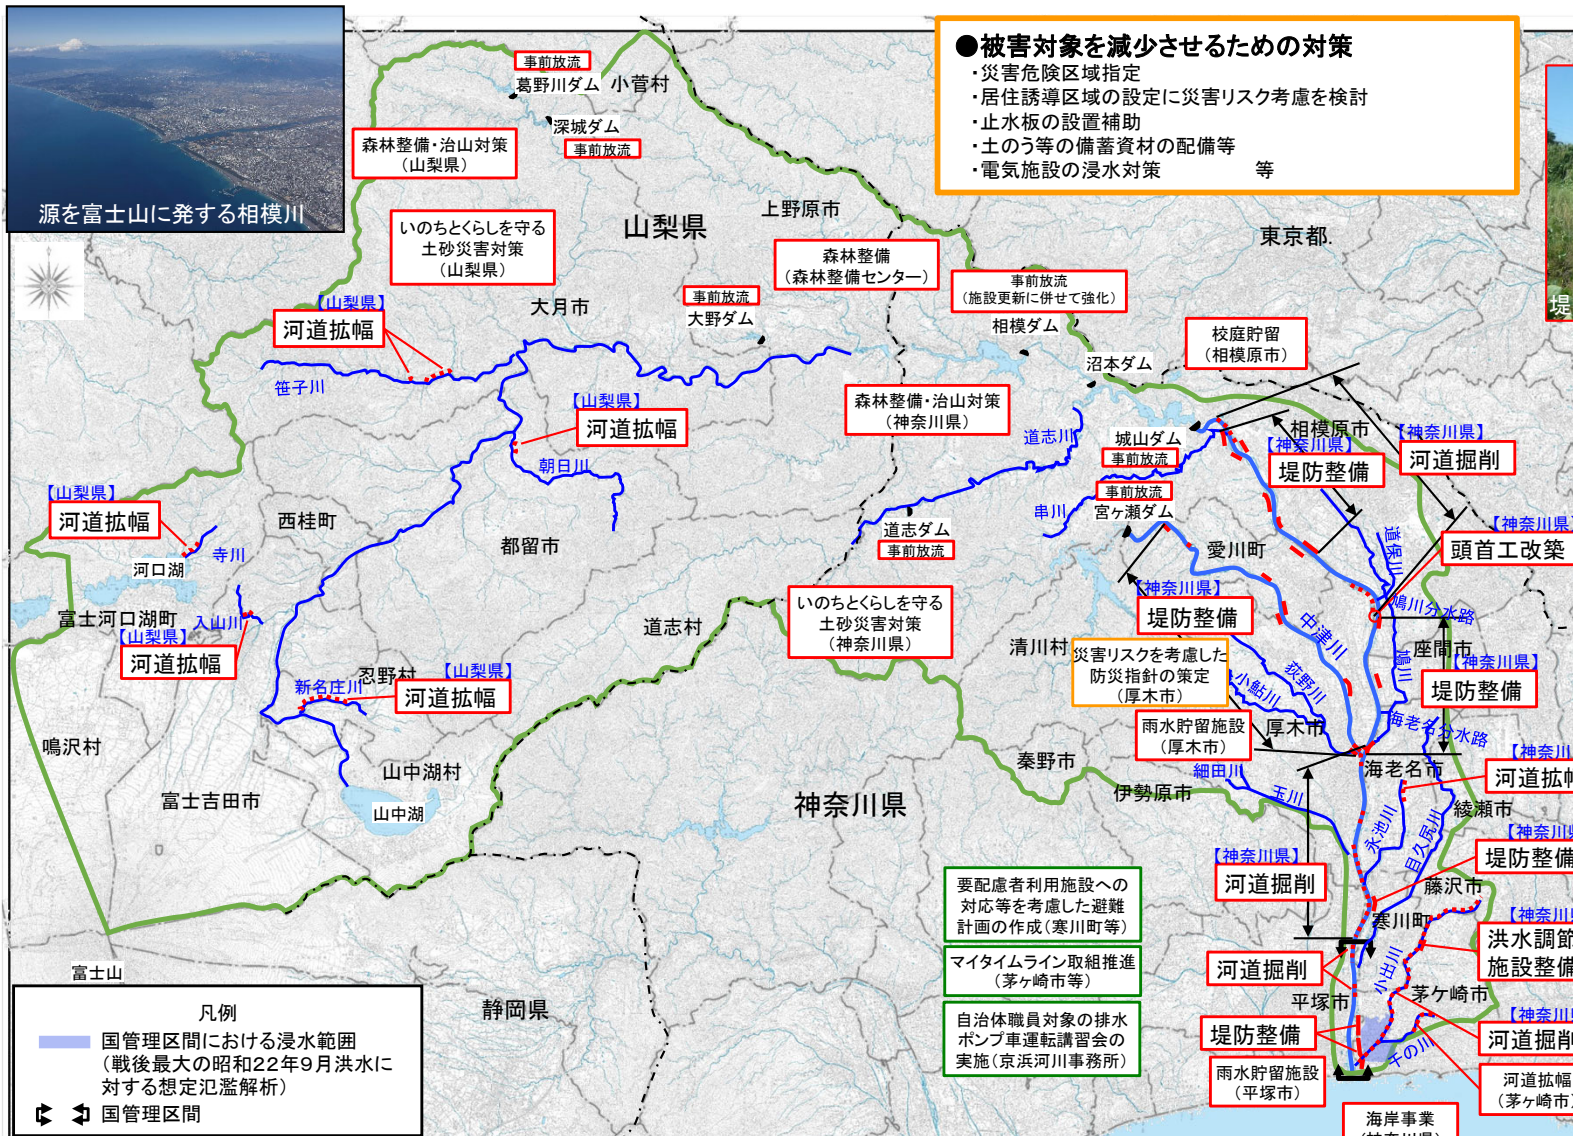 源を富士山に発する相模川
●被害対象を減少させるための対策
・災害危険区域指定
・居住誘導区域の設定に災害リスク考慮を検討
・止水板の設置補助
・土のう等の備蓄資材の配備等
・電気施設の浸水対策　　　　等
堤
事前放流
葛野川ダム
小菅村
深城ダム
事前放流
森林整備・治山対策
(山梨県)
いのちとくらしを守る
土砂災害対策
(山梨県)
山梨県
上野原市
東京都.
森林整備
(森林整備センター)
事前放流
(施設更新に併せて強化)
相模ダム
事前放流
大野ダム
大月市
【山梨県】
河道拡幅
笹子川
校庭貯留
(相模原市)
沼本ダム
森林整備・治山対策
(神奈川県)
【山梨県】
河道拡幅
朝日川
道志川
城山ダム
事前放流
相模原市
【神奈川県】
堤防整備
【神奈川県】
河道掘削
事前放流
宮ヶ瀬ダム
串川
道志ダム
事前放流
愛川町
道保川
【神奈川県】
頭首工改築
【山梨県】
河道拡幅
寺川
河口湖
西桂町
都留市
富士河口湖町
入山川
【山梨県】
河道拡幅
道志村
いのちとくらしを守る
土砂災害対策
(神奈川県)
【神奈川県】
堤防整備
清川村
災害リスクを考慮した
防災指針の策定
(厚木市)
中津川
荻野川
小鮎川
鳩川分水路
座間市
鳩川
【神奈川県】
堤防整備
忍野村
新名庄川
【山梨県】
河道拡幅
鳴沢村
雨水貯留施設
(厚木市)
厚木市
海老名分水路
海老名市
【神奈川
河道拡幅
綾瀬市
秦野市
伊勢原市
細田川
玉川
山中湖村
山中湖
富士吉田市
神奈川県
永池川
目久尻川
【神奈川県
堤防整備
藤沢市
【神奈川県】
河道掘削
寒川町
【神奈川県
洪水調節
施設整備
要配慮者利用施設への
対応等を考慮した避難
計画の作成(寒川町等)
マイタイムライン取組推進
(茅ヶ崎市等)
自治体職員対象の排水
ポンプ車運転講習会の
実施(京浜河川事務所)
富士山
静岡県
河道掘削
平塚市
小出川
茅ケ崎市
【神奈川県
河道掘削
堤防整備
千の川
雨水貯留施設
(平塚市)
河道拡幅
(茅ヶ崎市)
海岸事業
(神奈川県)
凡例
国管理区間における浸水範囲
(戦後最大の昭和22年9月洪水に
対する想定氾濫解析)
国管理区間